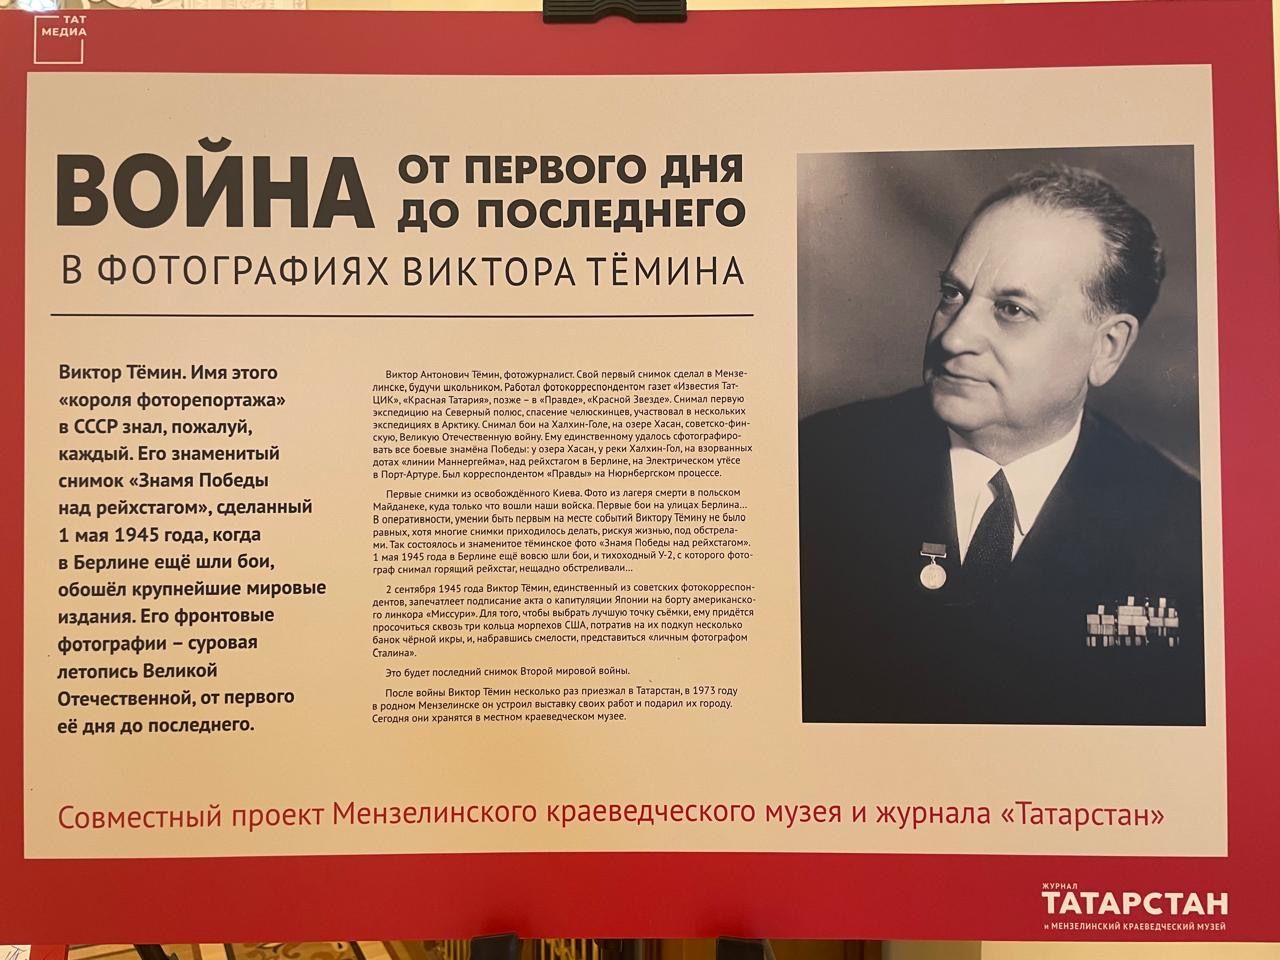 ТАТ
МЕДИА
ВОЙНА
ОТ ПЕРВОГО ДНЯ
ДО ПОСЛЕДНЕГО
В ФОТОГРАФИЯХ ВИКТОРА ТЁМИНА
Виктор Тёмин. Имя этого
«короля фоторепортажа»
в СССР знал, пожалуй,
каждый. Его знаменитый
снимок «Знамя Победы
над рейхстагом», сделанный
1 мая 1945 года, когда
в Берлине ещё шли бои,
обошёл крупнейшие мировые
издания. Его фронтовые
фотографии – суровая
летопись Великой
Отечественной, от первого
её дня до последнего.
Виктор Антонович Тёмин, фотожурналист. Свой первый снимок сделал в Мензе-
линске, будучи школьником. Работал фотокорреспондентом газет «Известия Тат-
ЦИК», «Красная Татария», позже – в «Правде», «Красной Звезде». Снимал первую
экспедицию на Северный полюс, спасение челюскинцев, участвовал в нескольких
экспедициях в Арктику. Снимал бои на Халхин-Голе, на озере Хасан, советско-фин-
скую, Великую Отечественную войну. Ему единственному удалось сфотографиро-
вать все боевые знамёна Победы: у озера Хасан, у реки Халхин-Гол, на взорванных
дотах «линии Маннергейма», над рейхстагом в Берлине, на Электрическом утёсе
в Порт-Артуре. Был корреспондентом «Правды» на Нюрнбергском процессе.
Первые снимки из освобождённого Киева. Фото из лагеря смерти в польском
Майданеке, куда только что вошли наши войска. Первые бои на улицах Берлина...
В оперативности, умении быть первым на месте событий Виктору Тёмину не было
равных, хотя многие снимки приходилось делать, рискуя жизнью, под обстрела-
ми. Так состоялось и знаменитое тёминское фото «Знамя Победы над рейхстагом».
1 мая 1945 года в Берлине ещё вовсю шли бои, и тихоходный У-2, с которого фото-
граф снимал горящий рейхстаг, нещадно обстреливали...
2 сентября 1945 года Виктор Тёмин, единственный из советских фотокорреспон-
дентов, запечатлеет подписание акта о капитуляции Японии на борту американско-
го линкора «Миссури». Для того, чтобы выбрать лучшую точку съёмки, ему придётся
просочиться сквозь три кольца морпехов США, потратив на их подкуп несколько
банок чёрной икры, и, набравшись смелости, представиться «личным фотографом
Сталина».
Это будет последний снимок Второй мировой войны.
После войны Виктор Тёмин несколько раз приезжал в Татарстан, в 1973 году
в родном Мензелинске он устроил выставку своих работ и подарил их городу.
Сегодня они хранятся в местном краеведческом музее.
Совместный проект Мензелинского краеведческого музея и журнала «Татарстан»
ЖУРНАЛ
ТАТАРСТАН
и МЕНЗЕЛИНСКИЙ КРАЕВЕДЧЕСКИЙ МУЗЕЙ